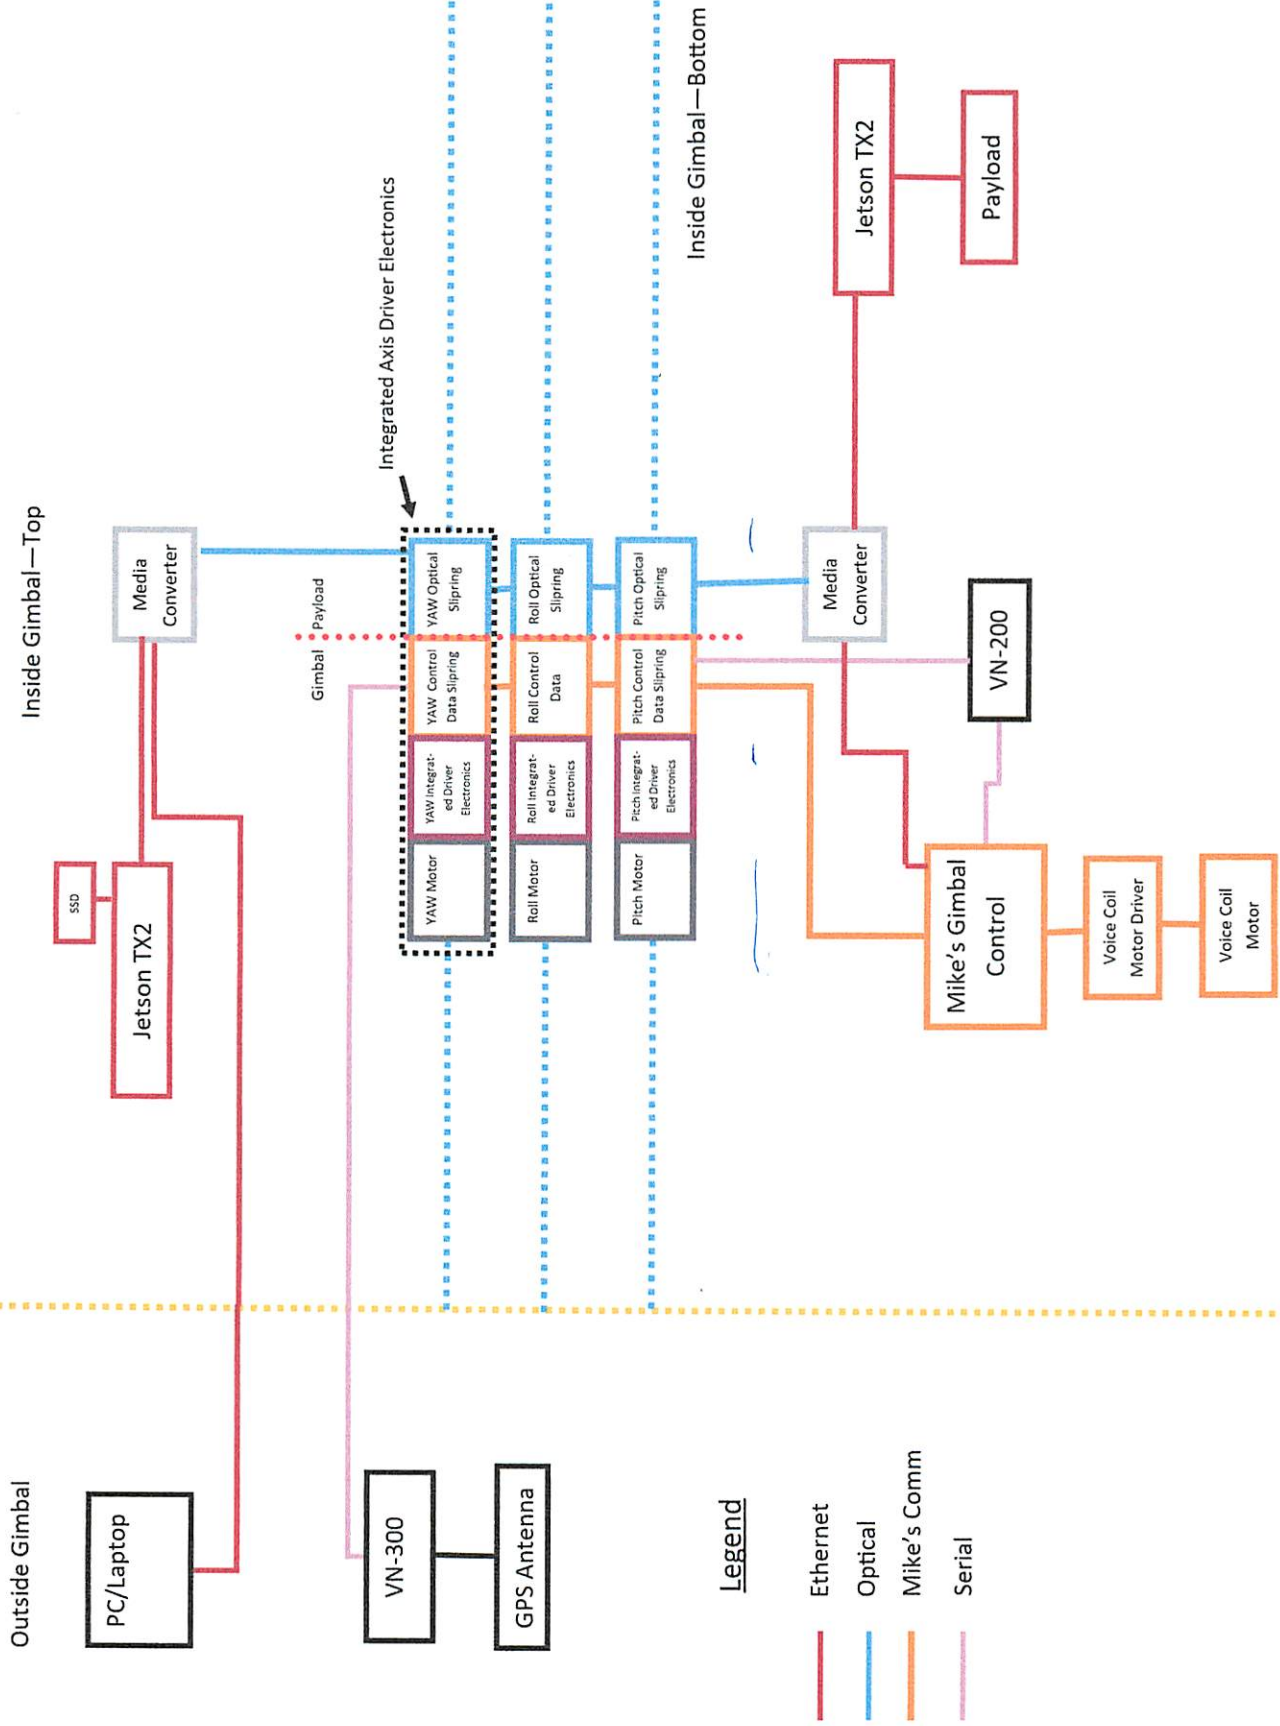 Outside Gimbal
Inside Gimbal—Top
PC/Laptop
SSD
Jetson TX2
Media
Converter
Integrated Axis Driver Electronics
Gimbal
Payload
VN-300
GPS Antenna
YAW Motor
YAW Integrat-
ed Driver
Electronics
YAW Control
Data Slipring
YAW Optical
Slipring
Roll Motor
Roll Integrat-
ed Driver
Electronics
Roll Control
Data
Roll Optical
Slipring
Pitch Motor
Pitch Integrat-
ed Driver
Electronics
Pitch Control
Data Slipring
Pitch Optical
Slipring
Inside Gimbal—Bottom
Media
Converter
Jetson TX2
Payload
VN-200
Mike's Gimbal
Control
Voice Coil
Motor Driver
Voice Coil
Motor
Legend
Ethernet
Optical
Mike's Comm
Serial